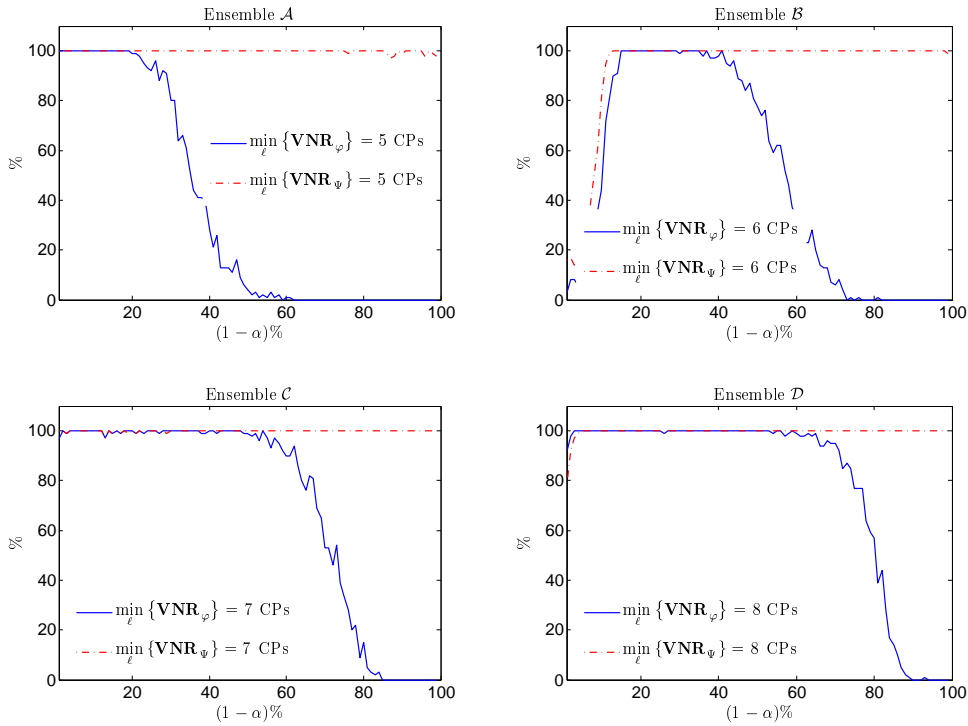 Ensemble 𝒜
100
80
60
40
20
0
%
min_ℓ {VNR_φ} = 5 CPs
min_ℓ {VNR_Ψ} = 5 CPs
20 40 60 80 100
(1 − α)%
Ensemble ℬ
100
80
60
40
20
0
%
min_ℓ {VNR_φ} = 6 CPs
min_ℓ {VNR_Ψ} = 6 CPs
20 40 60 80 100
(1 − α)%
Ensemble 𝒞
100
80
60
40
20
0
%
min_ℓ {VNR_φ} = 7 CPs
min_ℓ {VNR_Ψ} = 7 CPs
20 40 60 80 100
(1 − α)%
Ensemble 𝒟
100
80
60
40
20
0
%
min_ℓ {VNR_φ} = 8 CPs
min_ℓ {VNR_Ψ} = 8 CPs
20 40 60 80 100
(1 − α)%